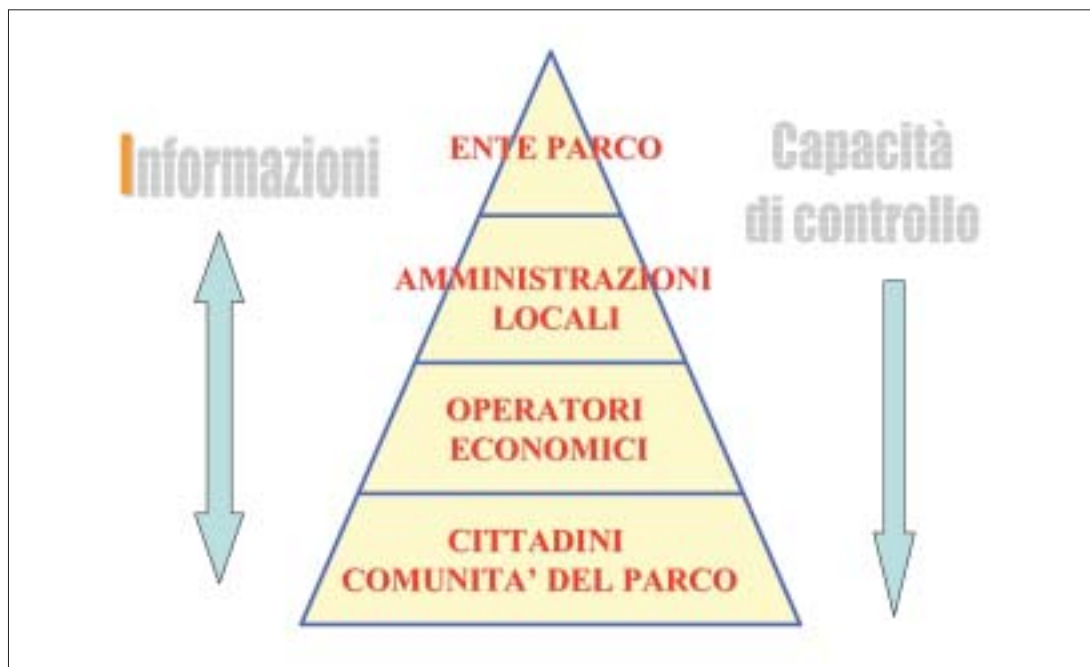 Informazioni
Capacità
di controllo
ENTE PARCO
AMMINISTRAZIONI
LOCALI
OPERATORI
ECONOMICI
CITTADINI
COMUNITA’ DEL PARCO